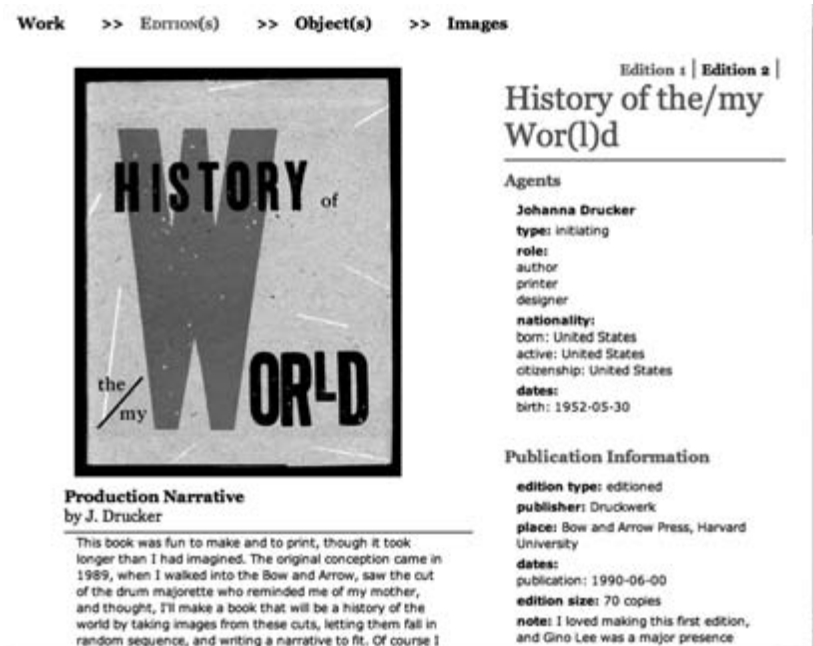 Work >> Edition(s) >> Object(s) >> Images
HISTORY of
W
the/my
ORLD
Production Narrative
by J. Drucker
This book was fun to make and to print, though it took
longer than I had imagined. The original conception came in
1989, when I walked into the Bow and Arrow, saw the cut
of the drum majorette who reminded me of my mother,
and thought, I'll make a book that will be a history of the
world by taking images from these cuts, letting them fall in
random sequence, and writing a narrative to fit. Of course I
Edition 1 | Edition 2 |
History of the/my
Wor(l)d
Agents
Johanna Drucker
type: initiating
role:
author
printer
designer
nationality:
born: United States
active: United States
citizenship: United States
dates:
birth: 1952-05-30
Publication Information
edition type: editioned
publisher: Druckwerk
place: Bow and Arrow Press, Harvard
University
dates:
publication: 1990-06-00
edition size: 70 copies
note: I loved making this first edition,
and Gino Lee was a major presence